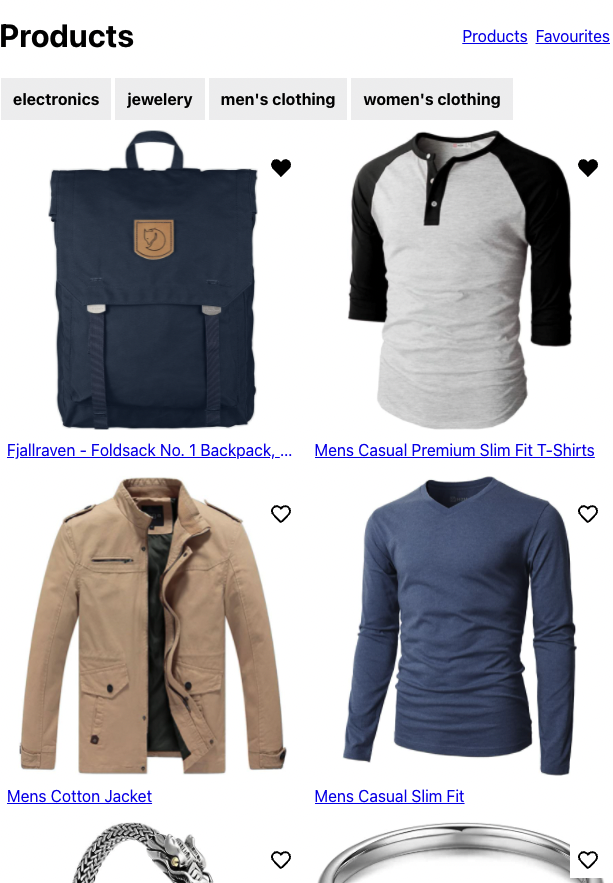 Products
Products Favourites
electronics
jewelery
men's clothing
women's clothing
Fjallraven - Foldsack No. 1 Backpack, ...
Mens Casual Premium Slim Fit T-Shirts
Mens Cotton Jacket
Mens Casual Slim Fit